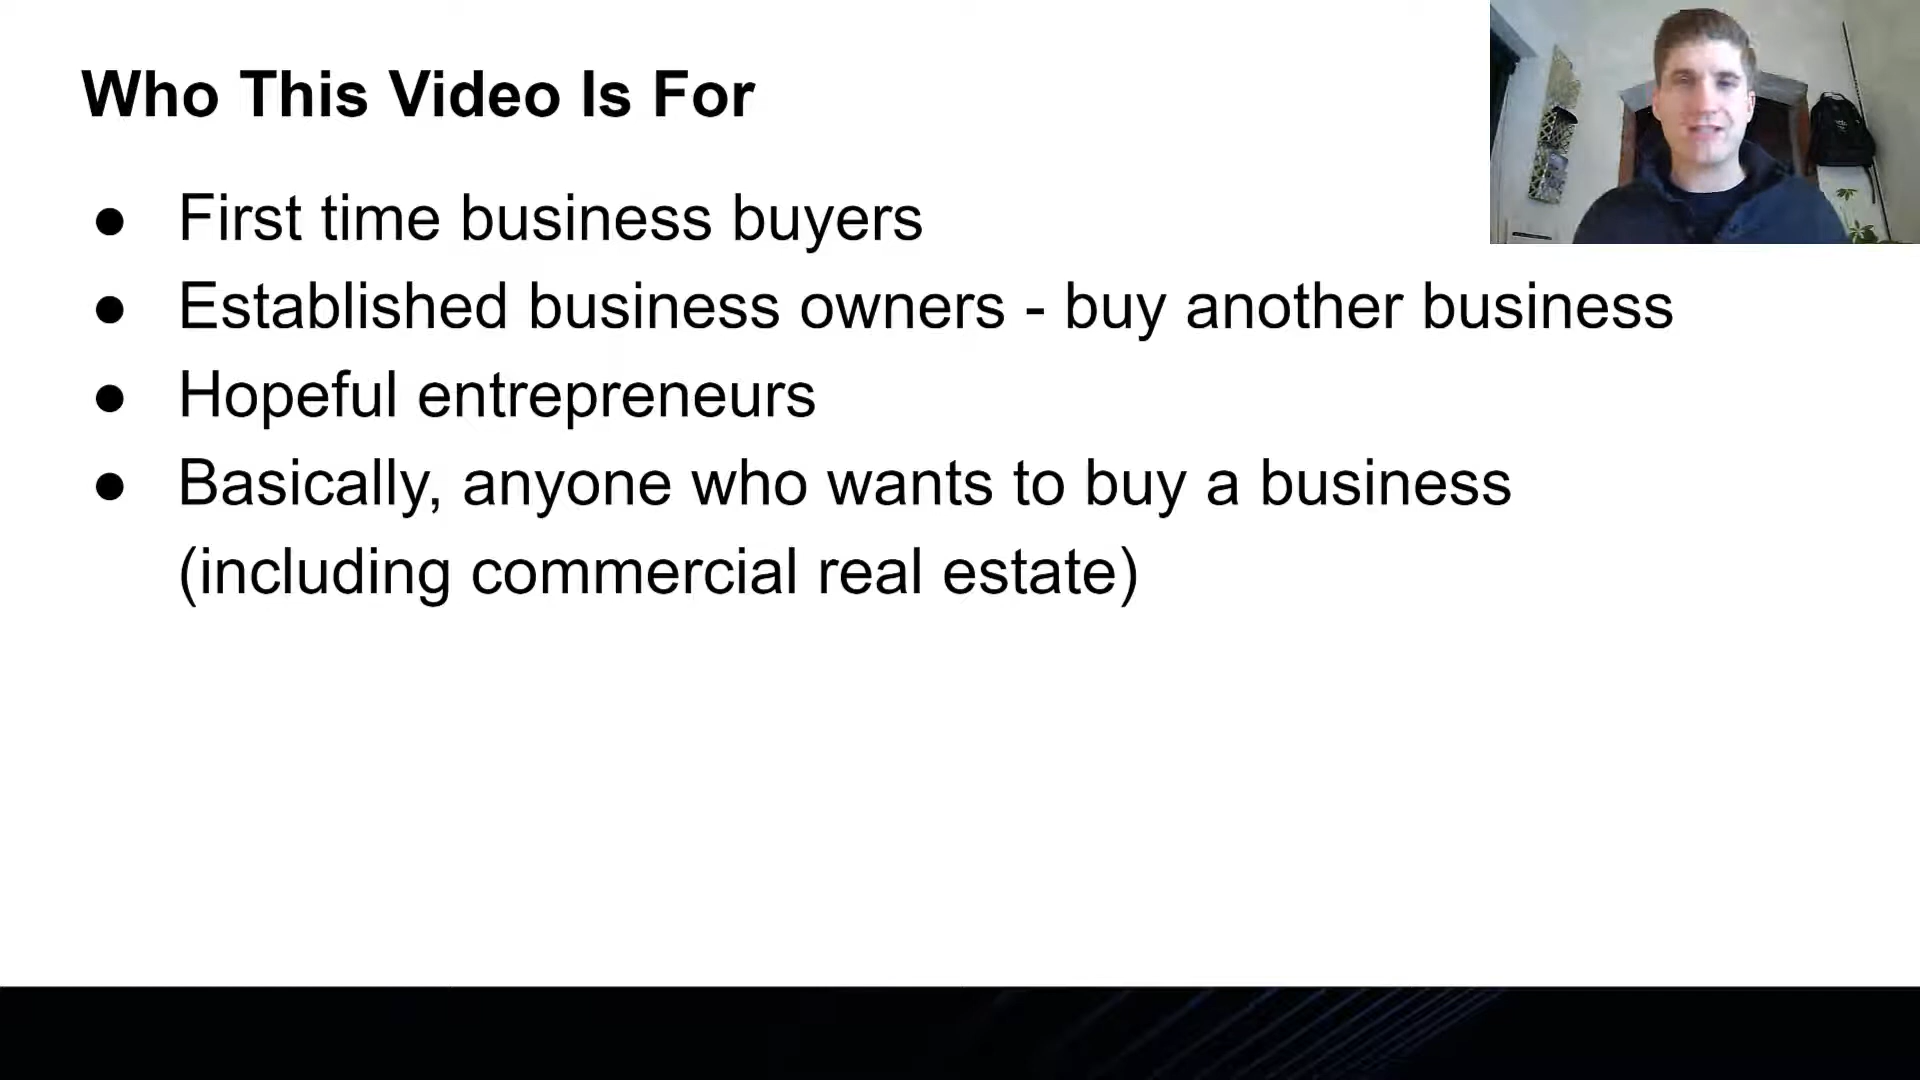 Who This Video Is For
● First time business buyers
● Established business owners - buy another business
● Hopeful entrepreneurs
● Basically, anyone who wants to buy a business
(including commercial real estate)